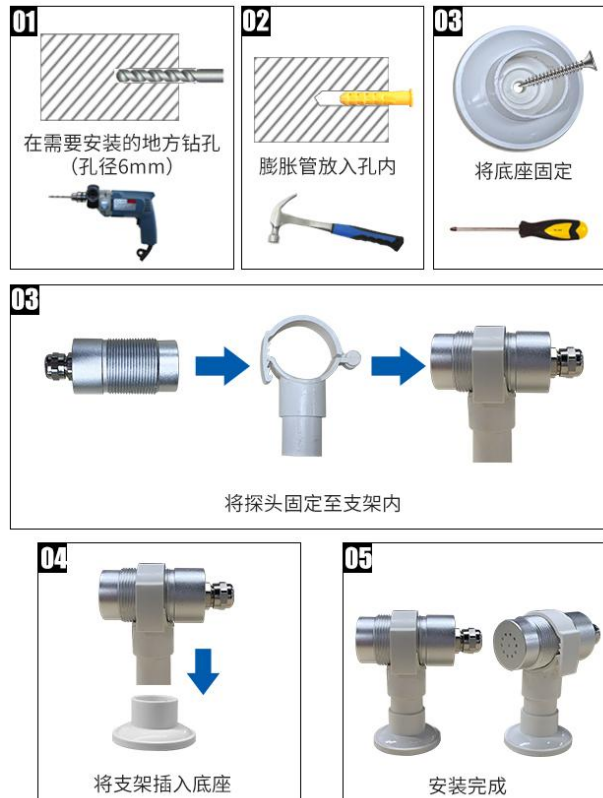 01
在需要安装的地方钻孔
（孔径6mm）
02
膨胀管放入孔内
03
将底座固定
03
将探头固定至支架内
04
将支架插入底座
05
安装完成